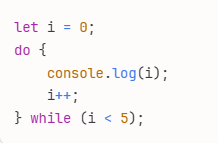 let i = 0;
do {
    console.log(i);
    i++;
} while (i < 5);